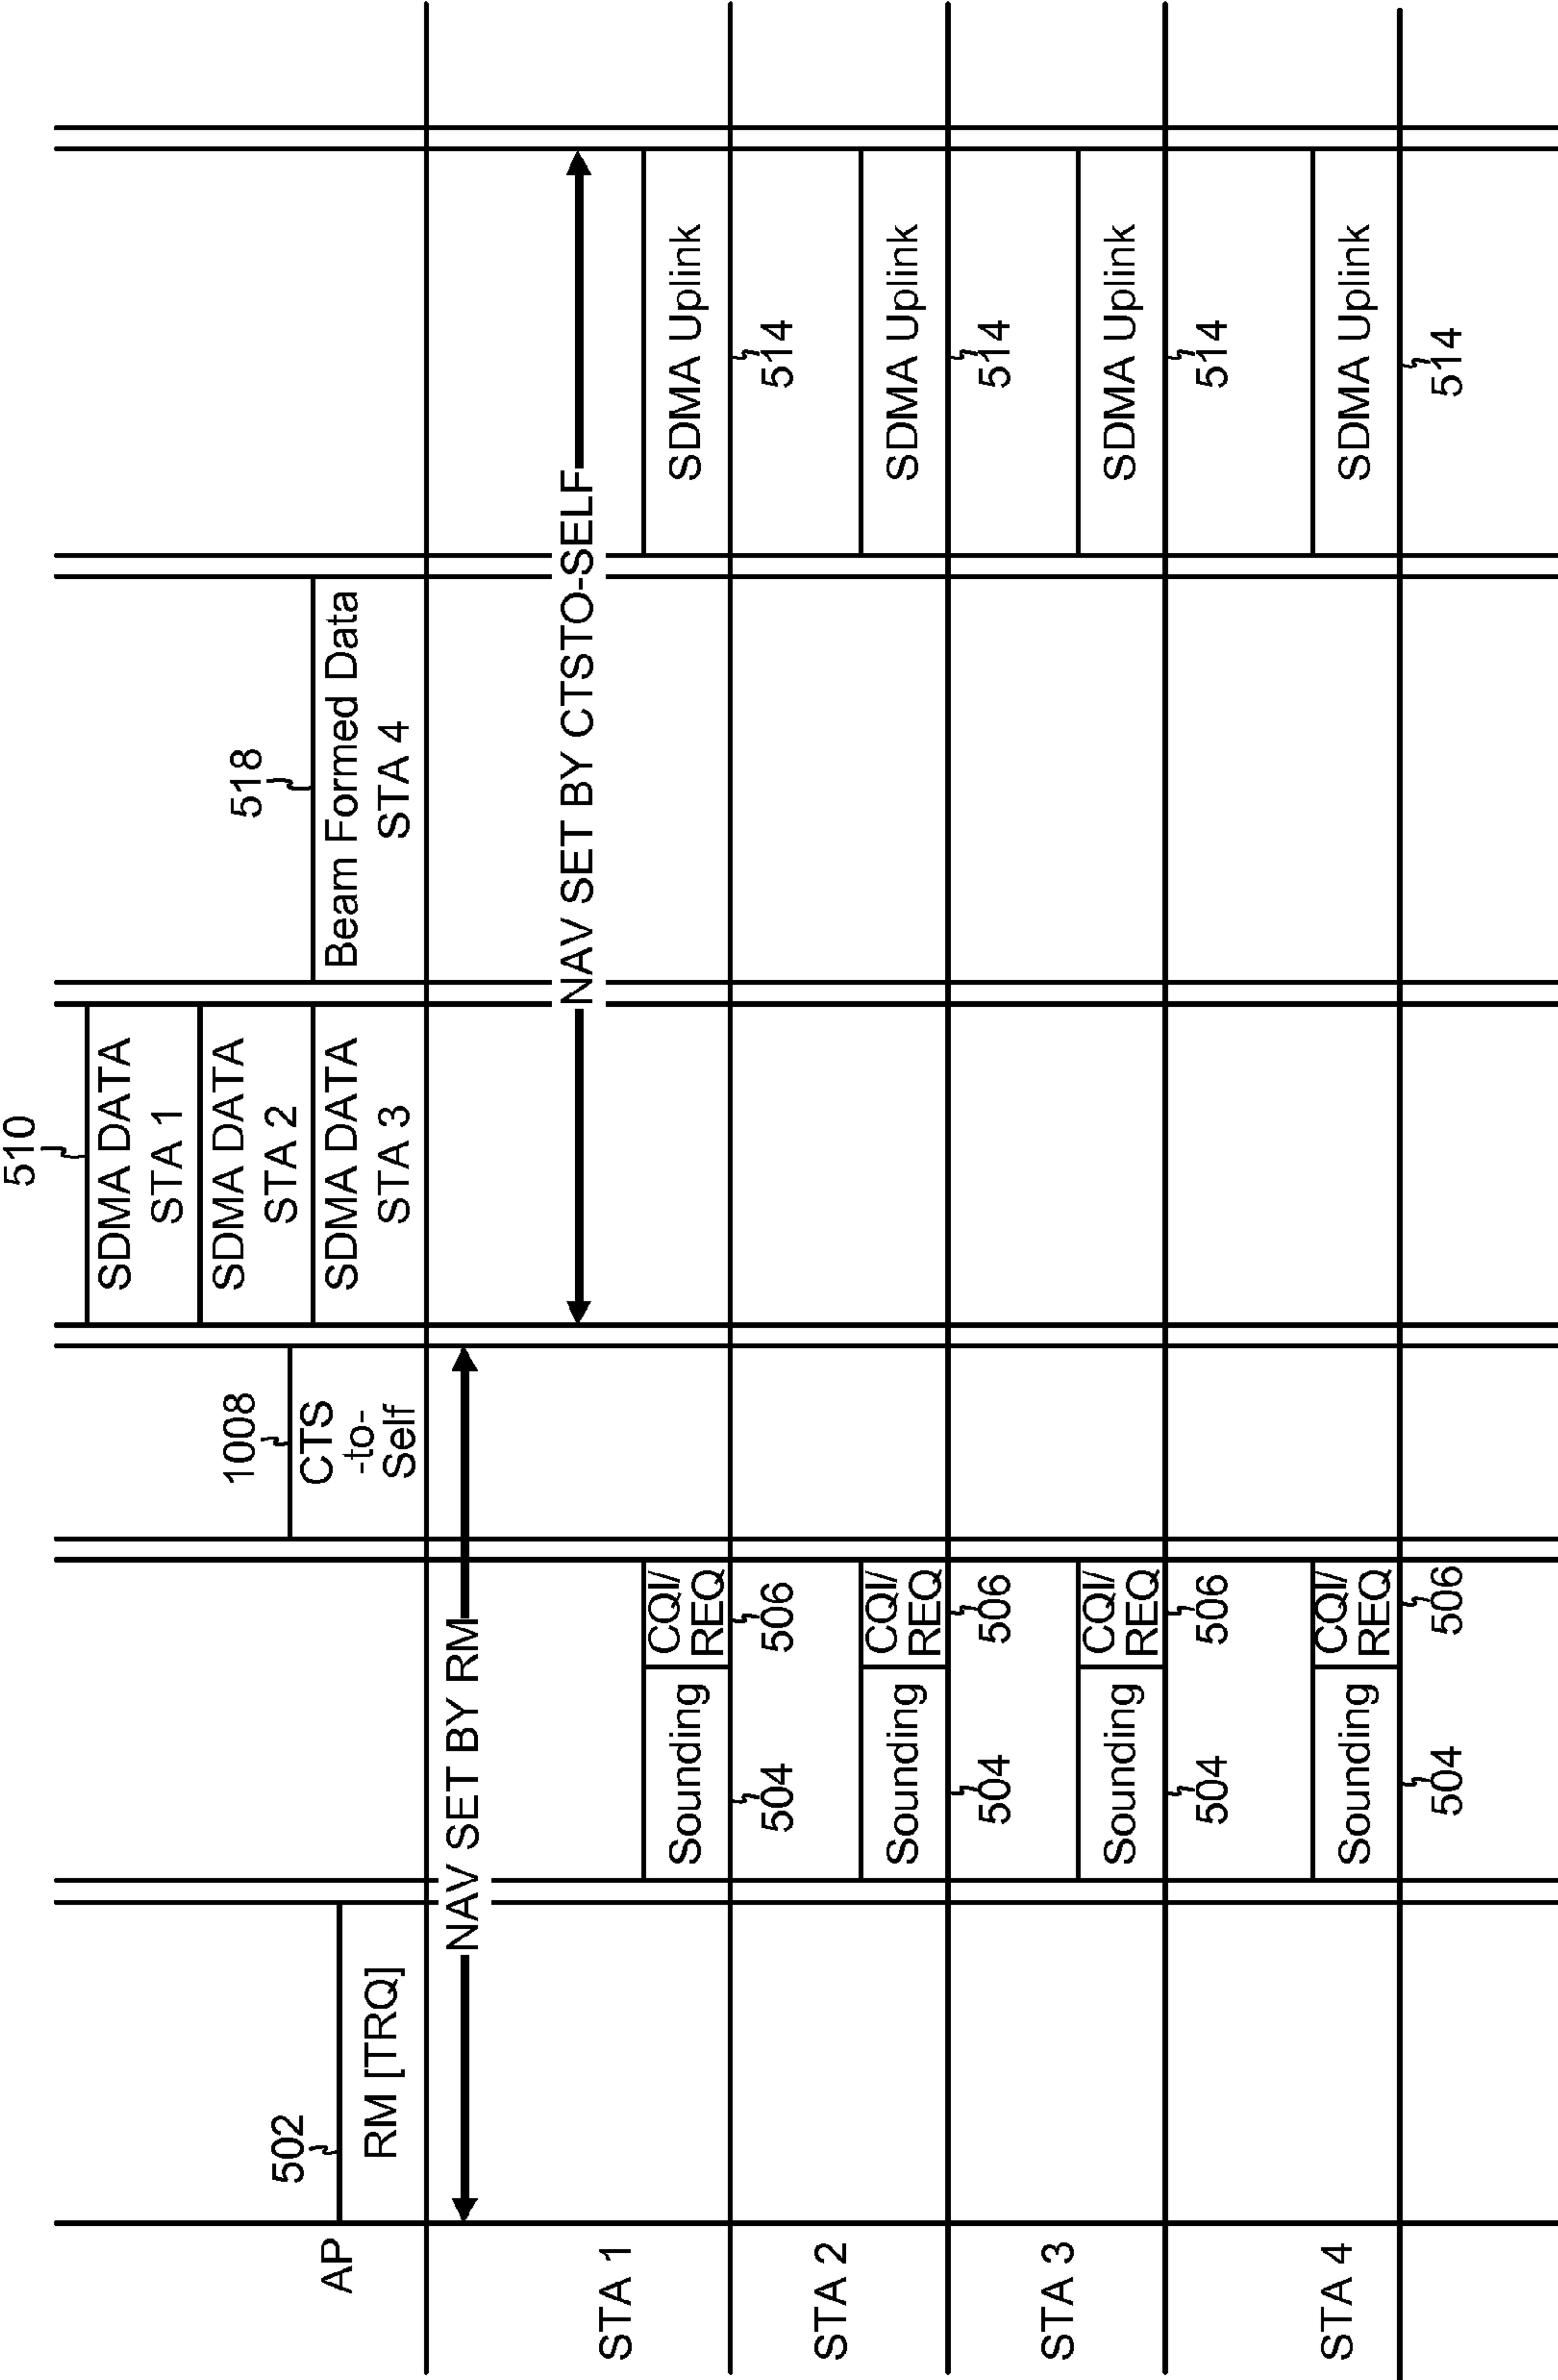 510
518
1008
502
SDMA DATA
STA 1
SDMA DATA
STA 2
SDMA DATA
STA 3
Beam Formed Data
STA 4
CTS
-to-
Self
RM [TRQ]
AP
NAV SET BY RM
NAV SET BY CTSTO-SELF
STA 1
Sounding
CQI/
REQ
SDMA Uplink
504
506
514
STA 2
Sounding
CQI/
REQ
SDMA Uplink
504
506
514
STA 3
Sounding
CQI/
REQ
SDMA Uplink
504
506
514
STA 4
Sounding
CQI/
REQ
SDMA Uplink
504
506
514